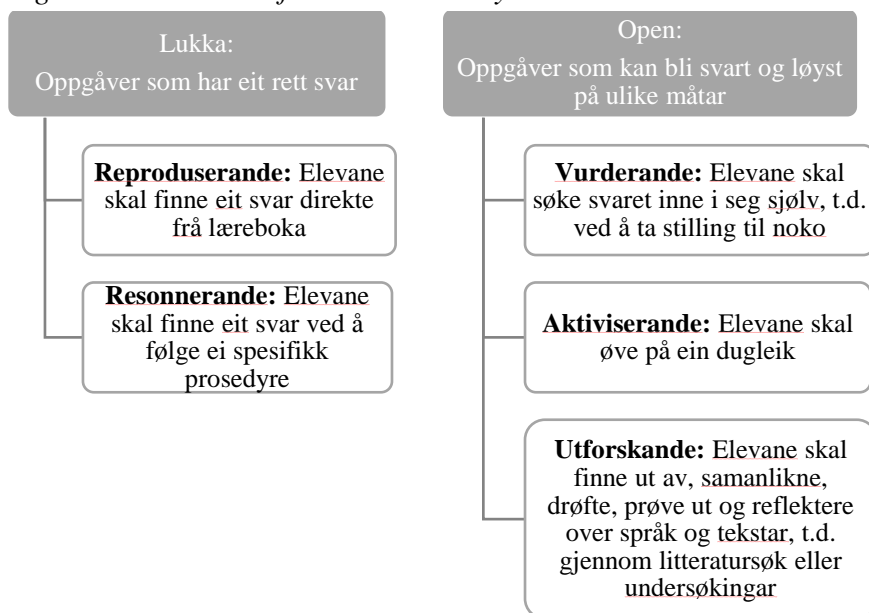 Lukka:
Oppgåver som har eit rett svar
Reproduserande: Elevane
skal finne eit svar direkte
frå læreboka
Resonnerande: Elevane
skal finne eit svar ved å
følge ei spesifikk
prosedyre
Open:
Oppgåver som kan bli svart og løyst
på ulike måtar
Vurderande: Elevane skal
søke svaret inne i seg sjølv, t.d.
ved å ta stilling til noko
Aktiviserande: Elevane skal
øve på ein dugleik
Utforskande: Elevane skal
finne ut av, samanlikne,
drøfte, prøve ut og reflektere
over språk og tekstar, t.d.
gjennom litteratursøk eller
undersøkingar